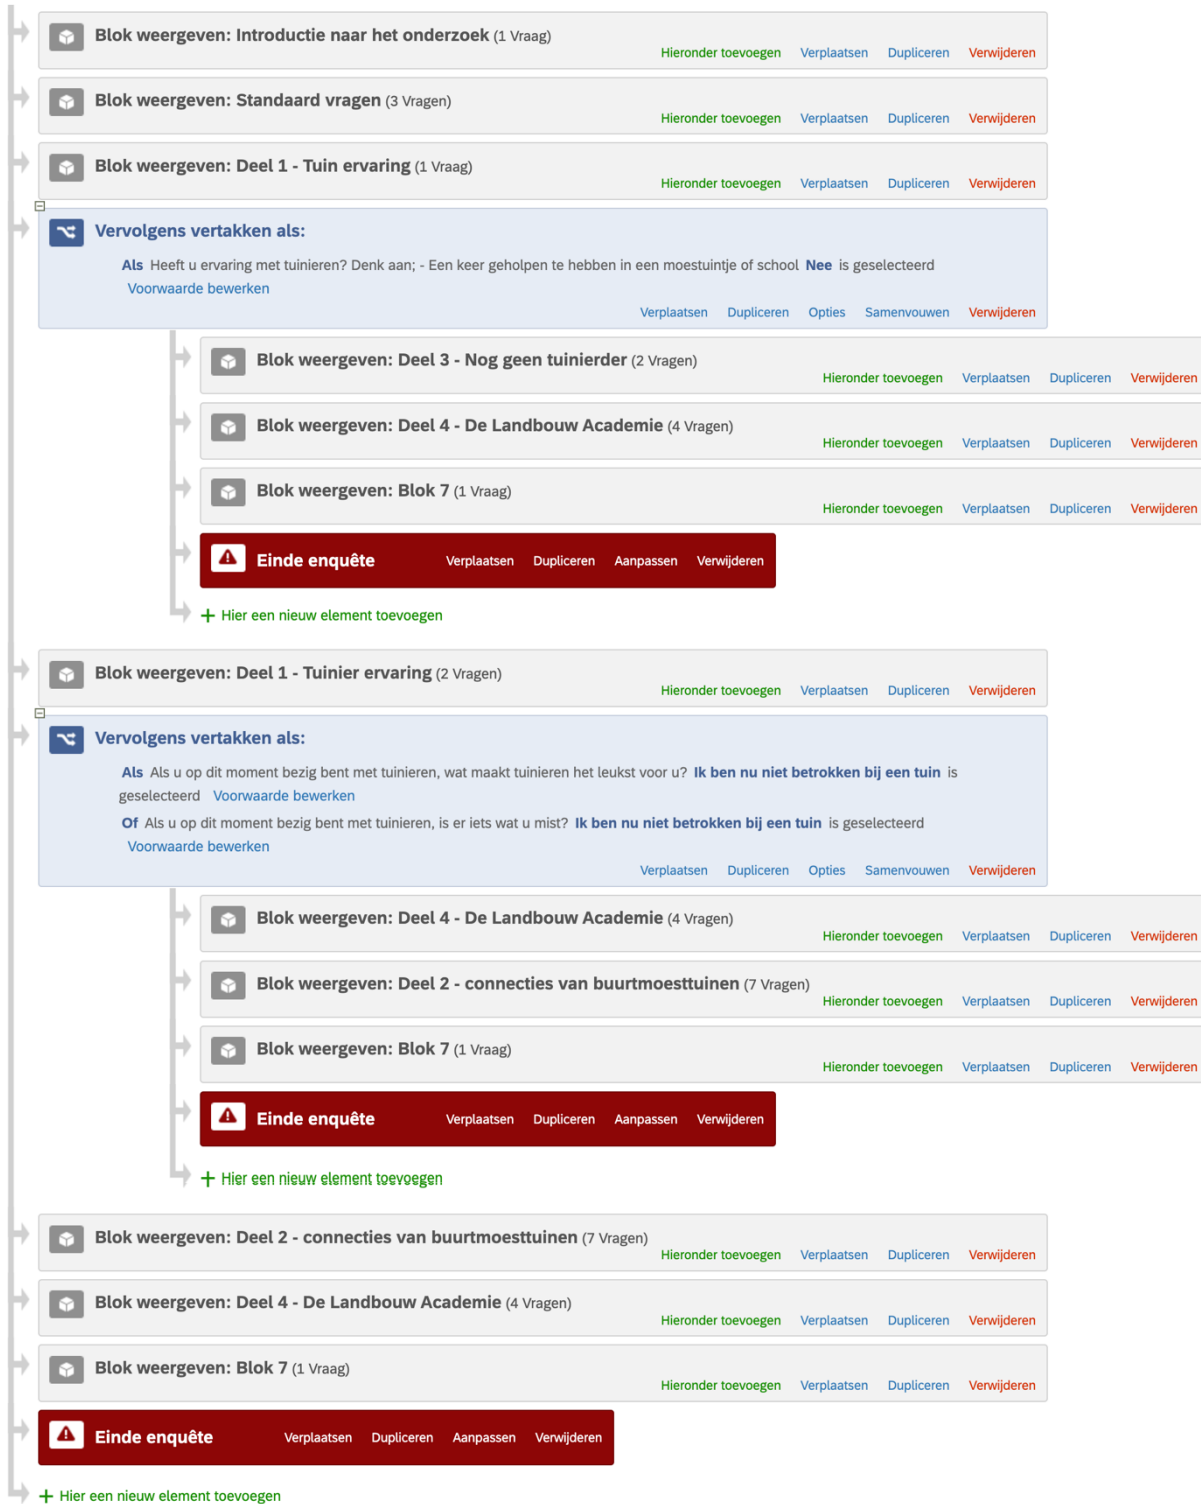 Blok weergeven: Introductie naar het onderzoek (1 Vraag)
Hieronder toevoegen Verplaatsen Dupliceren Verwijderen
Blok weergeven: Standaard vragen (3 Vragen)
Hieronder toevoegen Verplaatsen Dupliceren Verwijderen
Blok weergeven: Deel 1 - Tuin ervaring (1 Vraag)
Hieronder toevoegen Verplaatsen Dupliceren Verwijderen
Vervolgens vertakken als:
Als Heeft u ervaring met tuinieren? Denk aan; - Een keer geholpen te hebben in een moestuintje of school Nee is geselecteerd
Voorwaarde bewerken
Verplaatsen Dupliceren Opties Samenvouwen Verwijderen
Blok weergeven: Deel 3 - Nog geen tuinierder (2 Vragen)
Hieronder toevoegen Verplaatsen Dupliceren Verwijderen
Blok weergeven: Deel 4 - De Landbouw Academie (4 Vragen)
Hieronder toevoegen Verplaatsen Dupliceren Verwijderen
Blok weergeven: Blok 7 (1 Vraag)
Hieronder toevoegen Verplaatsen Dupliceren Verwijderen
Einde enquête Verplaatsen Dupliceren Aanpassen Verwijderen
+ Hier een nieuw element toevoegen
Blok weergeven: Deel 1 - Tuinier ervaring (2 Vragen)
Hieronder toevoegen Verplaatsen Dupliceren Verwijderen
Vervolgens vertakken als:
Als Als u op dit moment bezig bent met tuinieren, wat maakt tuinieren het leukst voor u? Ik ben nu niet betrokken bij een tuin is
geselecteerd Voorwaarde bewerken
Of Als u op dit moment bezig bent met tuinieren, is er iets wat u mist? Ik ben nu niet betrokken bij een tuin is geselecteerd
Voorwaarde bewerken
Verplaatsen Dupliceren Opties Samenvouwen Verwijderen
Blok weergeven: Deel 4 - De Landbouw Academie (4 Vragen)
Hieronder toevoegen Verplaatsen Dupliceren Verwijderen
Blok weergeven: Deel 2 - connecties van buurtmoesttuinen (7 Vragen)
Hieronder toevoegen Verplaatsen Dupliceren Verwijderen
Blok weergeven: Blok 7 (1 Vraag)
Hieronder toevoegen Verplaatsen Dupliceren Verwijderen
Einde enquête Verplaatsen Dupliceren Aanpassen Verwijderen
+ Hier een nieuw element toevoegen
Blok weergeven: Deel 2 - connecties van buurtmoesttuinen (7 Vragen)
Hieronder toevoegen Verplaatsen Dupliceren Verwijderen
Blok weergeven: Deel 4 - De Landbouw Academie (4 Vragen)
Hieronder toevoegen Verplaatsen Dupliceren Verwijderen
Blok weergeven: Blok 7 (1 Vraag)
Hieronder toevoegen Verplaatsen Dupliceren Verwijderen
Einde enquête Verplaatsen Dupliceren Aanpassen Verwijderen
+ Hier een nieuw element toevoegen